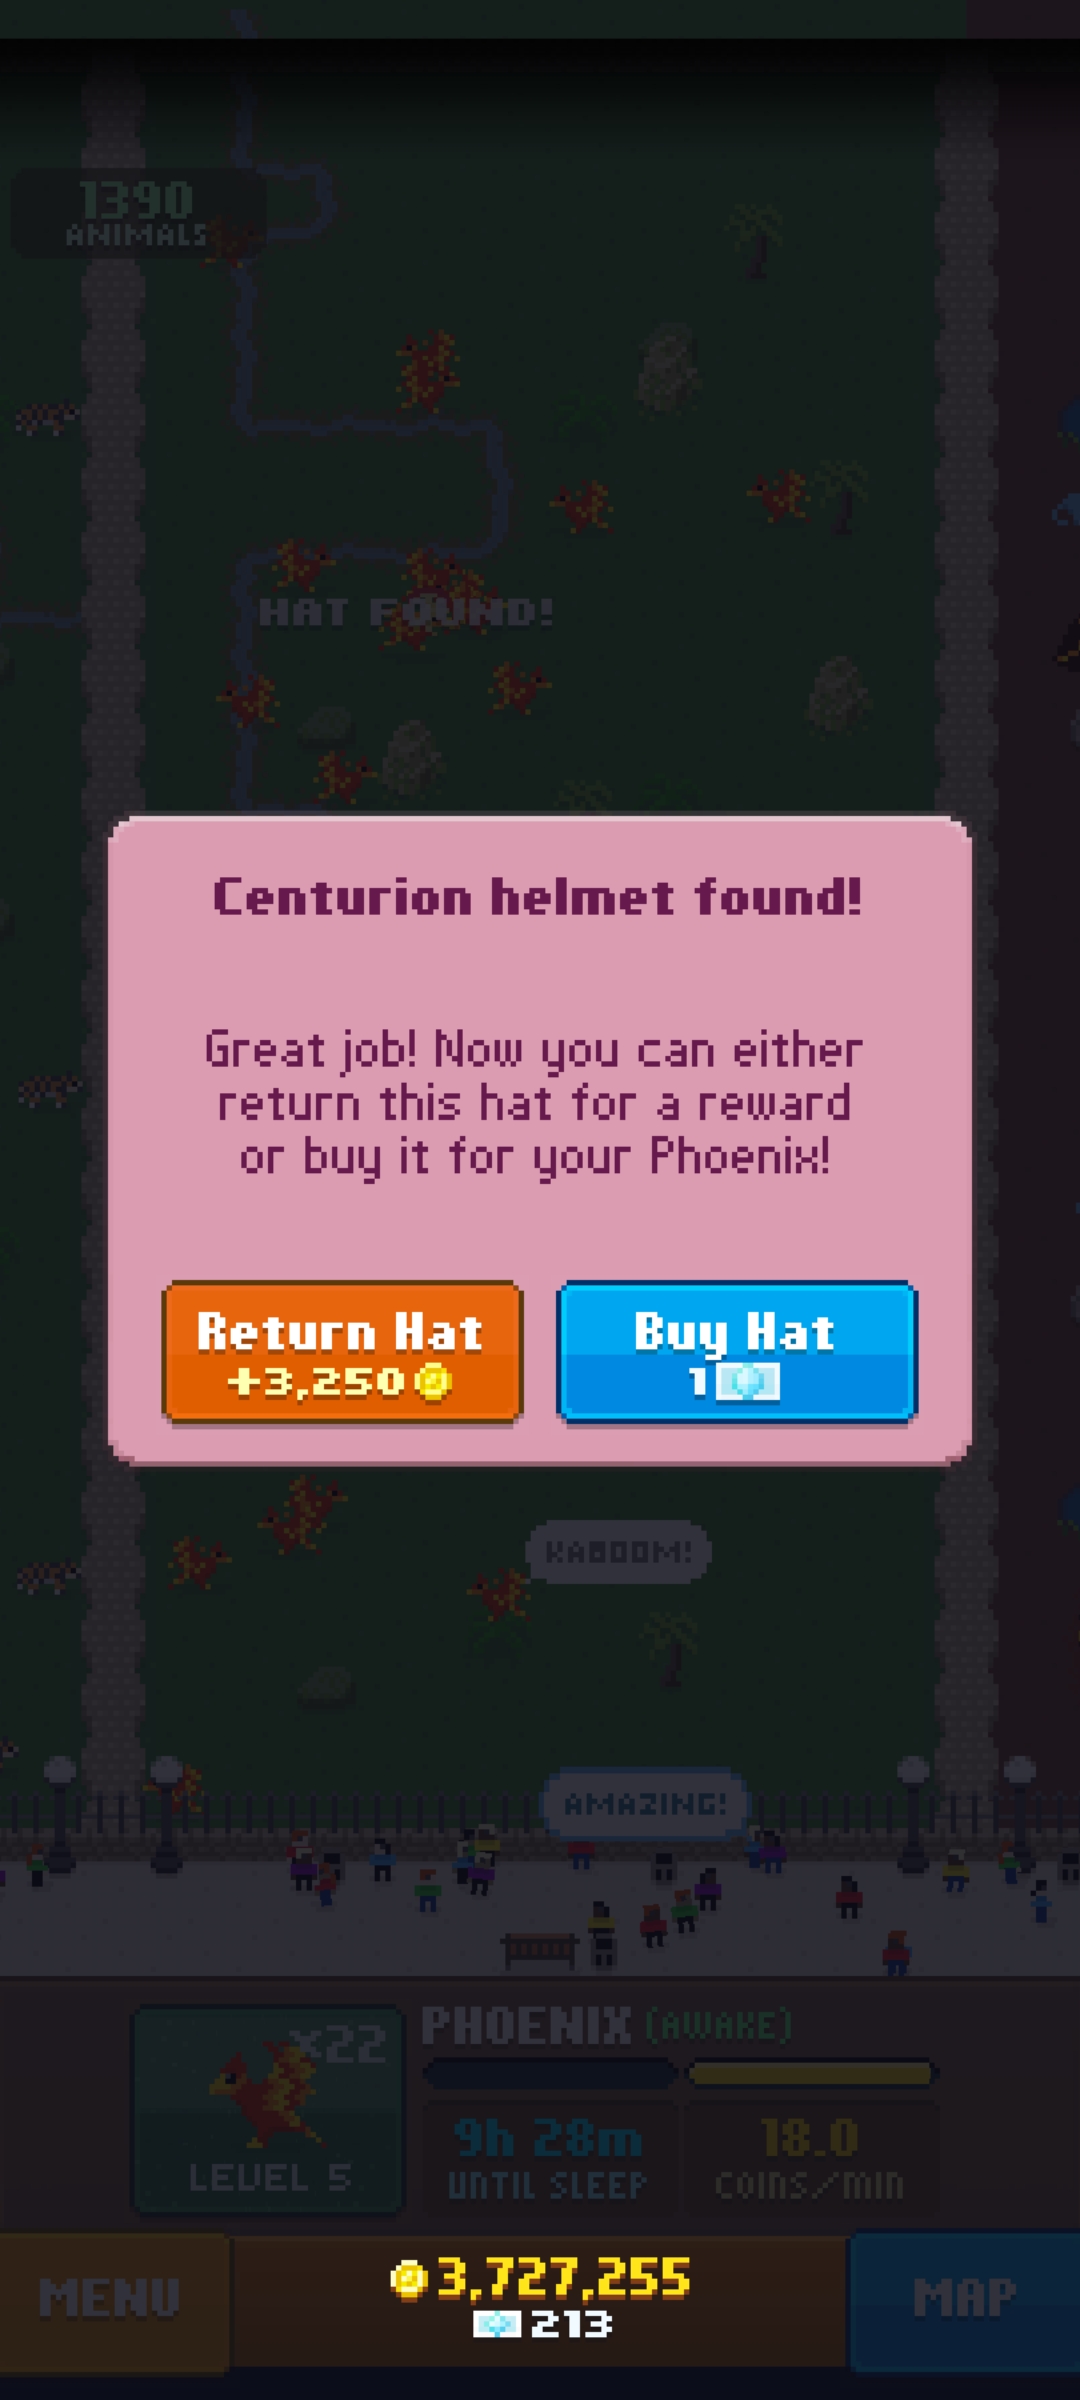 1390
ANIMALS
HAT FOUND!
Centurion helmet found!
Great job! Now you can either
return this hat for a reward
or buy it for your Phoenix!
Return Hat
+3,250
Buy Hat
1
KABOOM!
AMAZING!
x22
LEVEL 5
PHOENIX (AWAKE)
9h 28m
UNTIL SLEEP
18.0
COINS/MIN
MENU
3,727,255
213
MAP